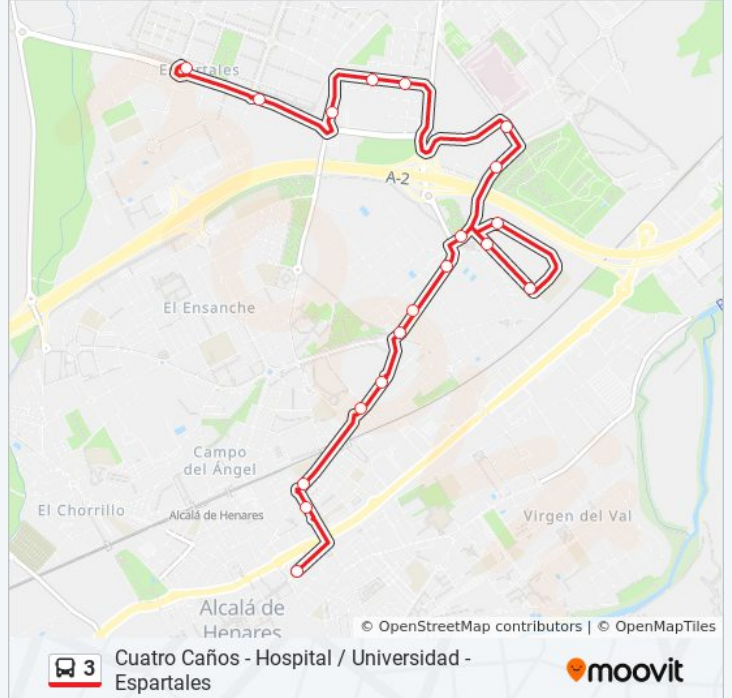 Espartales
A-2
El Ensanche
Campo
del Ángel
El Chorrillo
Alcalá de Henares
Virgen del Val
Alcalá de
Henares
© OpenStreetMap contributors | © OpenMapTiles
3
Cuatro Caños - Hospital / Universidad -
Espartales
moovit